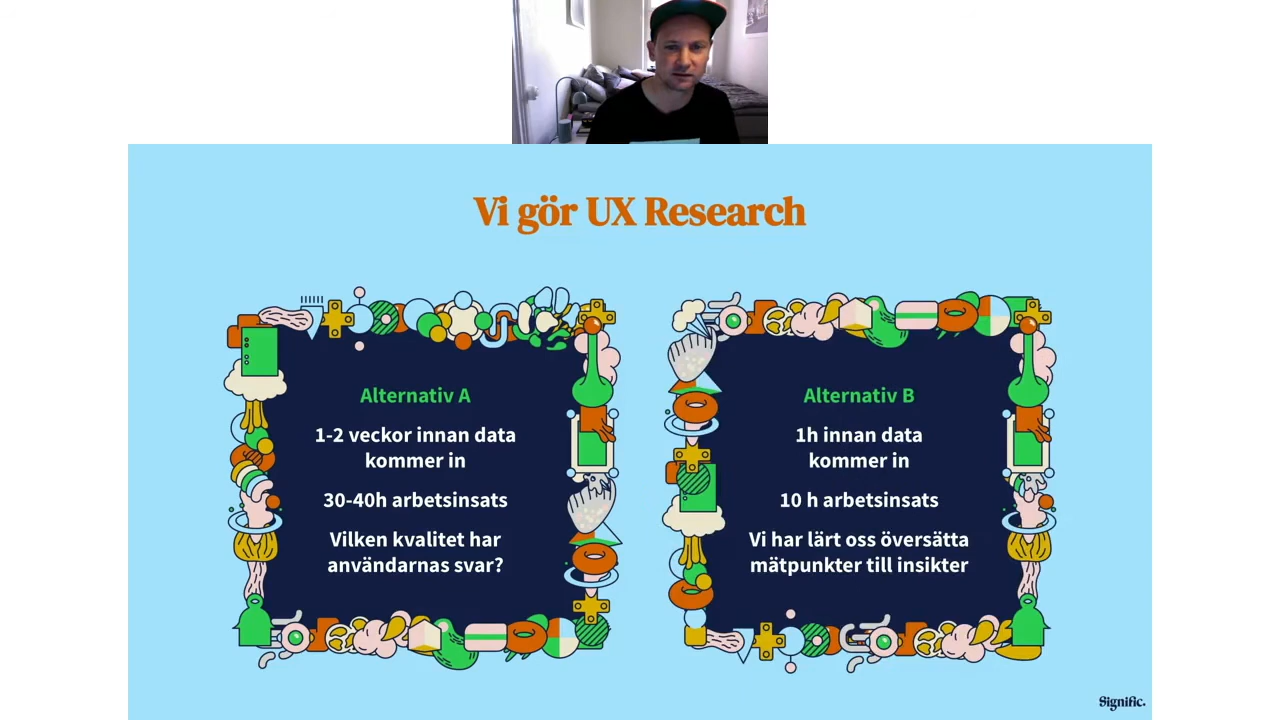 Vi gör UX Research
Alternativ A
1-2 veckor innan data
kommer in
30-40h arbetsinsats
Vilken kvalitet har
användarnas svar?
Alternativ B
1h innan data
kommer in
10 h arbetsinsats
Vi har lärt oss översätta
mätpunkter till insikter
Signific.